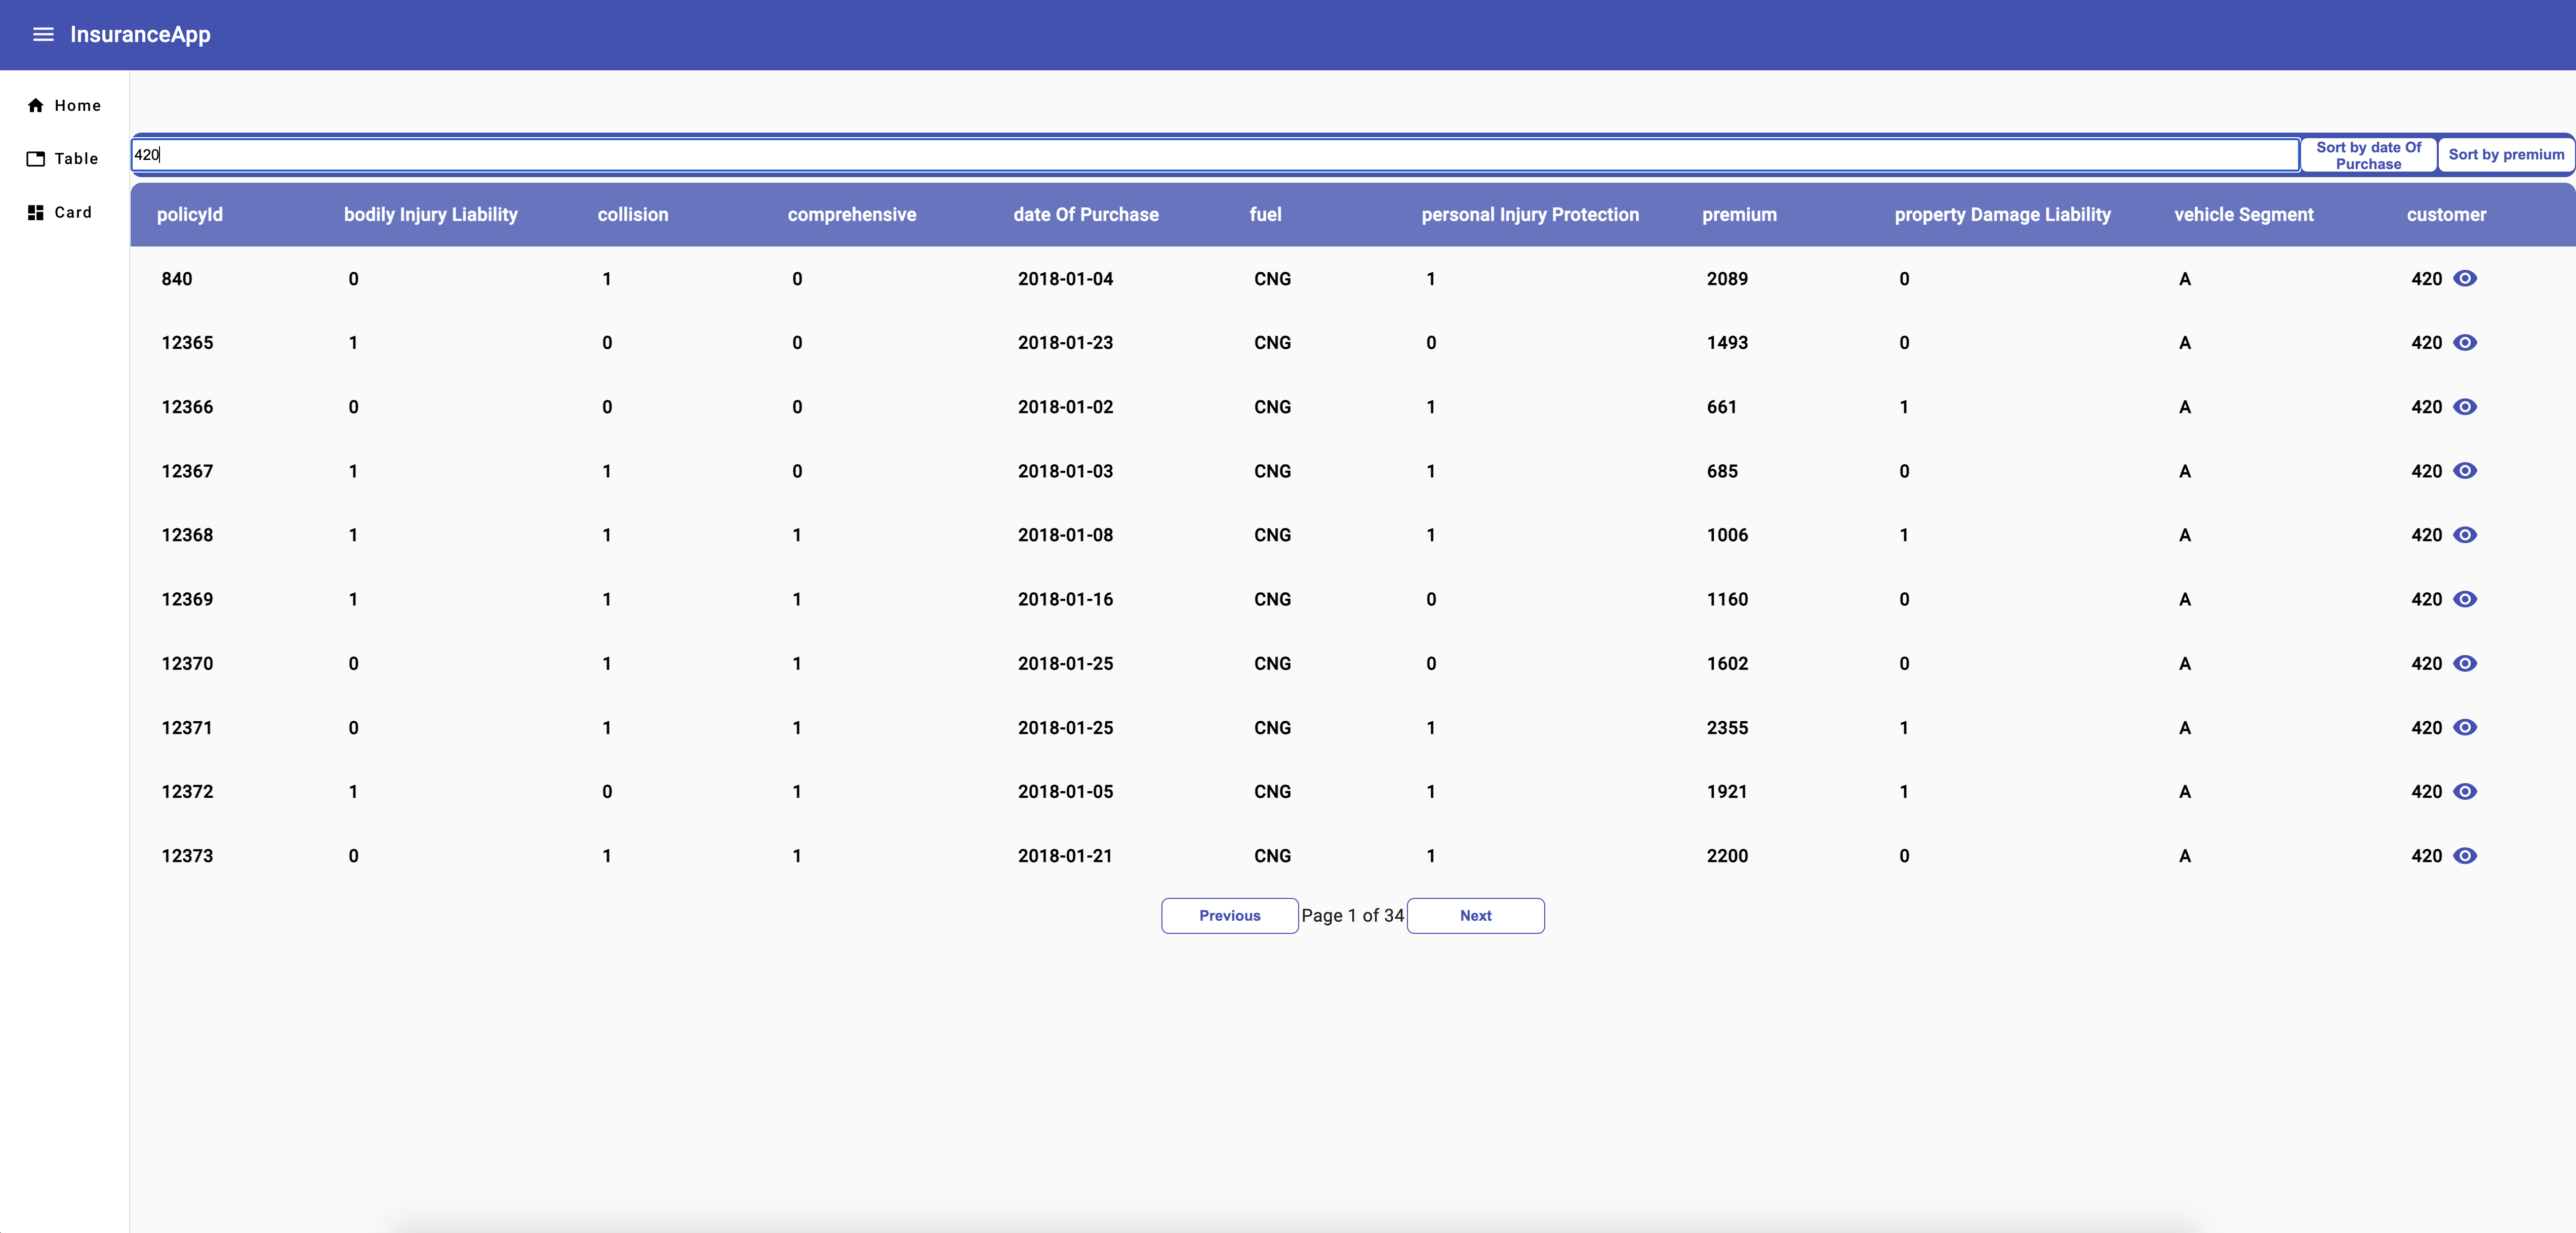 InsuranceApp
Home
Table
Card
420
Sort by date Of
Purchase
Sort by premium
policyId bodily Injury Liability collision comprehensive date Of Purchase fuel personal Injury Protection premium property Damage Liability vehicle Segment customer
840 0 1 0 2018-01-04 CNG 1 2089 0 A 420
12365 1 0 0 2018-01-23 CNG 0 1493 0 A 420
12366 0 0 0 2018-01-02 CNG 1 661 1 A 420
12367 1 1 0 2018-01-03 CNG 1 685 0 A 420
12368 1 1 1 2018-01-08 CNG 1 1006 1 A 420
12369 1 1 1 2018-01-16 CNG 0 1160 0 A 420
12370 0 1 1 2018-01-25 CNG 0 1602 0 A 420
12371 0 1 1 2018-01-25 CNG 1 2355 1 A 420
12372 1 0 1 2018-01-05 CNG 1 1921 1 A 420
12373 0 1 1 2018-01-21 CNG 1 2200 0 A 420
Previous Page 1 of 34 Next